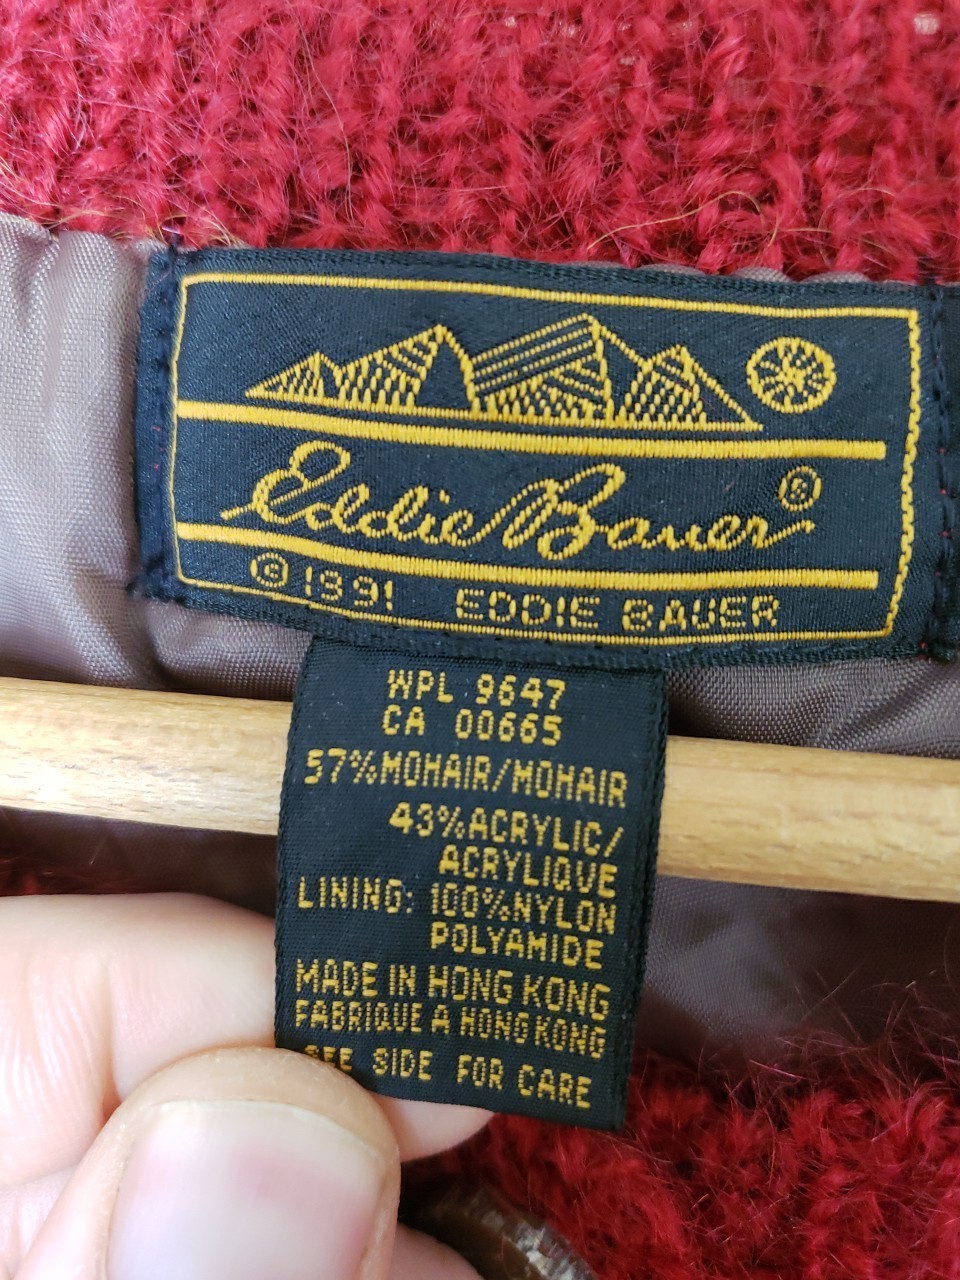 Eddie Bauer ®
© 1991 EDDIE BAUER
WPL 9647
CA 00665
57%MOHAIR/MOHAIR
43%ACRYLIC/
ACRYLIQUE
LINING: 100%NYLON
POLYAMIDE
MADE IN HONG KONG
FABRIQUE A HONG KONG
SEE SIDE FOR CARE